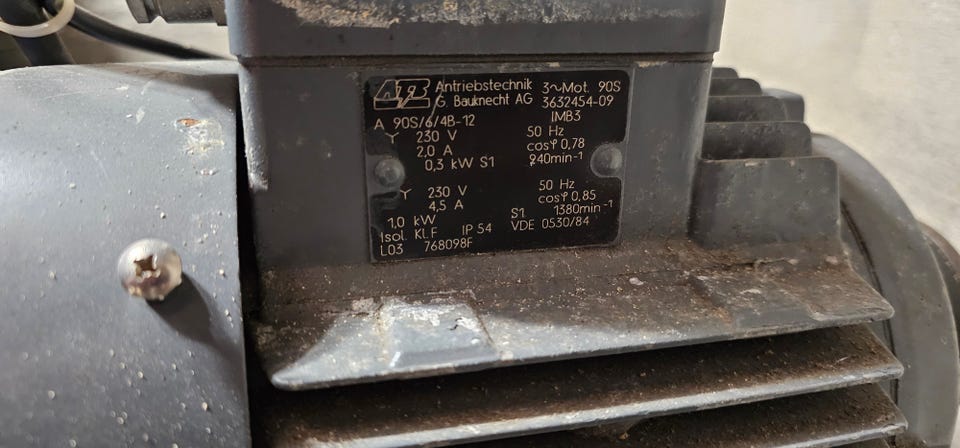 ATB Antriebstechnik 3~Mot. 90S
G. Bauknecht AG 3632454-09
A 90S/6/4B-12 IMB3
Y 230 V 50 Hz
2,0 A cosφ 0,78
0,3 kW S1 940min⁻¹
Y 230 V 50 Hz
4,5 A cosφ 0,85
1,0 kW S1 1380min⁻¹
Isol. Kl. F IP 54 VDE 0530/84
L03 768098F